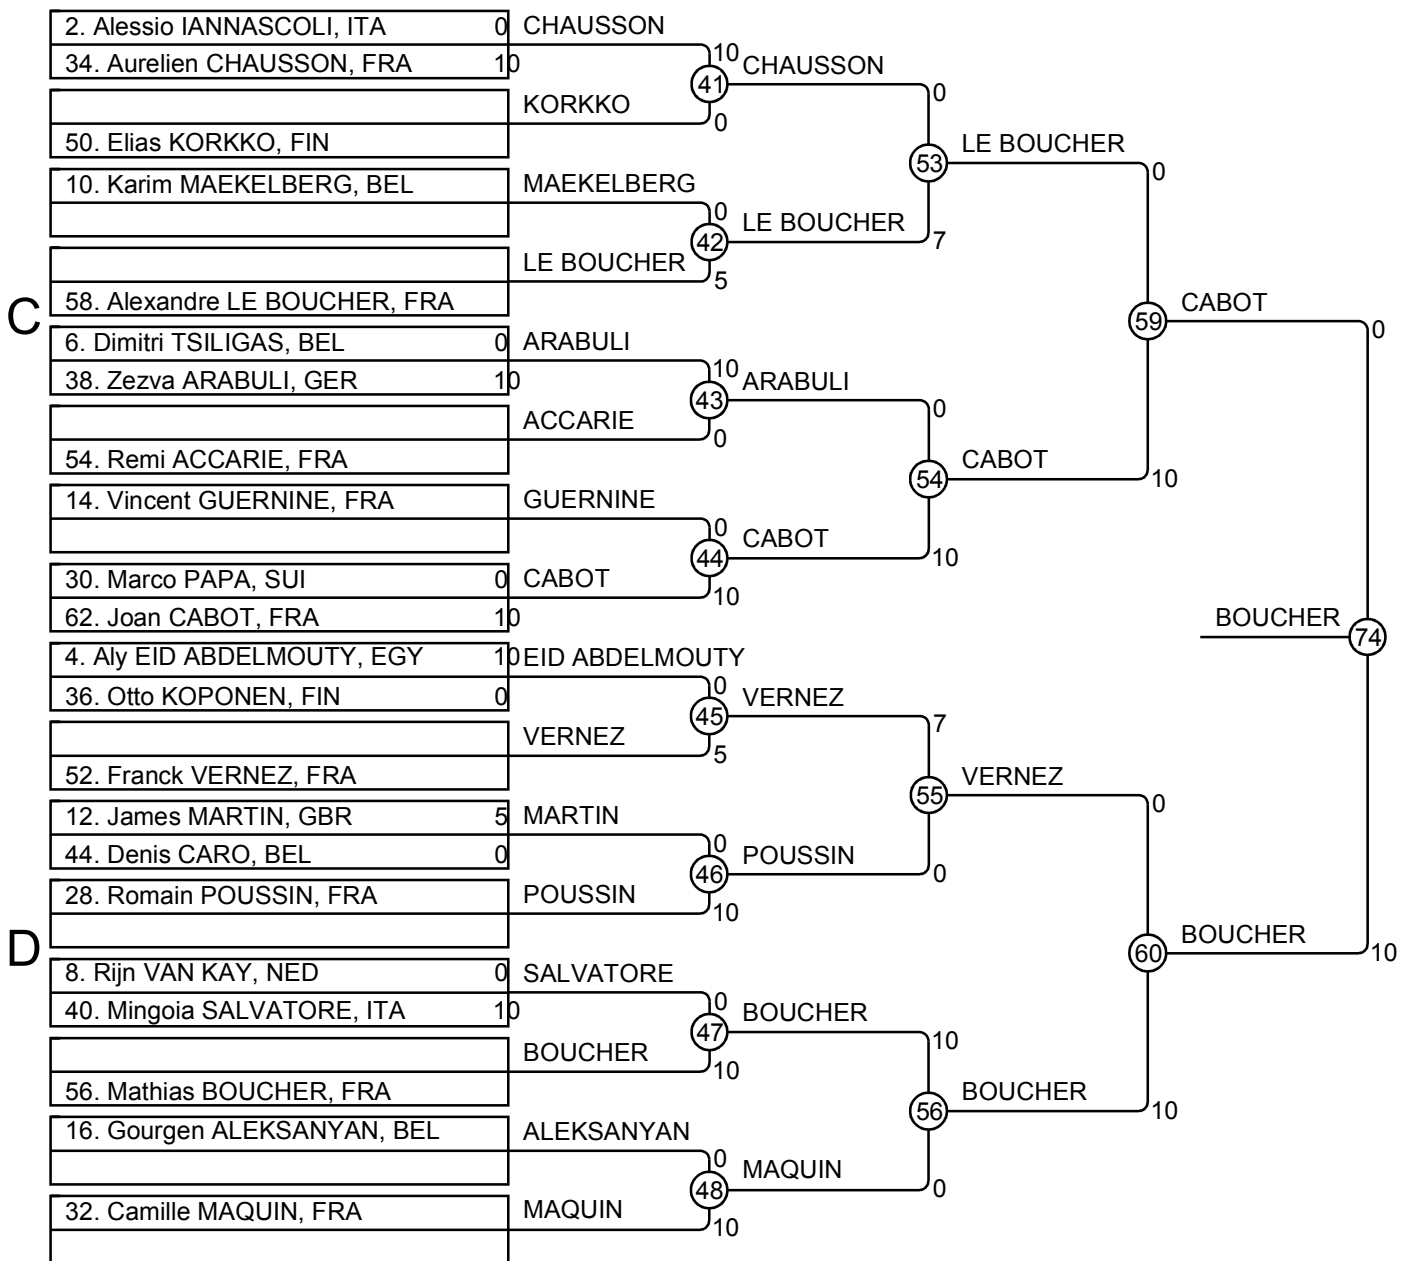 2. Alessio IANNASCOLI, ITA 0 CHAUSSON
34. Aurelien CHAUSSON, FRA 10
10
41 CHAUSSON
KORKKO
0
0
50. Elias KORKKO, FIN
53 LE BOUCHER
0
10. Karim MAEKELBERG, BEL MAEKELBERG
0
42 LE BOUCHER
7
LE BOUCHER
5
58. Alexandre LE BOUCHER, FRA
C
59 CABOT
0
6. Dimitri TSILIGAS, BEL 0 ARABULI
38. Zezva ARABULI, GER 10
10
43 ARABULI
0
ACCARIE
0
54. Remi ACCARIE, FRA
54 CABOT
10
14. Vincent GUERNINE, FRA GUERNINE
0
44 CABOT
10
30. Marco PAPA, SUI 0 CABOT
10
62. Joan CABOT, FRA 10
BOUCHER 74
4. Aly EID ABDELMOUTY, EGY 10 EID ABDELMOUTY
36. Otto KOPONEN, FIN 0
0
45 VERNEZ
7
VERNEZ
5
52. Franck VERNEZ, FRA
55 VERNEZ
0
12. James MARTIN, GBR 5 MARTIN
44. Denis CARO, BEL 0
0
46 POUSSIN
0
28. Romain POUSSIN, FRA POUSSIN
10
D
60 BOUCHER
10
8. Rijn VAN KAY, NED 0 SALVATORE
40. Mingoia SALVATORE, ITA 10
0
47 BOUCHER
10
BOUCHER
10
56. Mathias BOUCHER, FRA
56 BOUCHER
10
16. Gourgen ALEKSANYAN, BEL ALEKSANYAN
0
48 MAQUIN
0
32. Camille MAQUIN, FRA MAQUIN
10